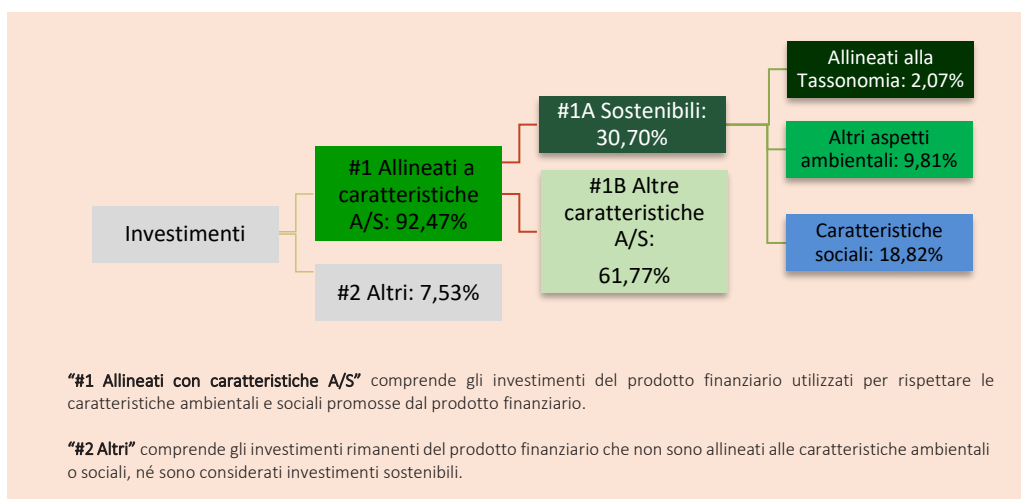 Investimenti
#1 Allineati a
caratteristiche
A/S: 92,47%
#2 Altri: 7,53%
#1A Sostenibili:
30,70%
#1B Altre
caratteristiche
A/S:
61,77%
Allineati alla
Tassonomia: 2,07%
Altri aspetti
ambientali: 9,81%
Caratteristiche
sociali: 18,82%
“#1 Allineati con caratteristiche A/S” comprende gli investimenti del prodotto finanziario utilizzati per rispettare le
caratteristiche ambientali e sociali promosse dal prodotto finanziario.
“#2 Altri” comprende gli investimenti rimanenti del prodotto finanziario che non sono allineati alle caratteristiche ambientali
o sociali, né sono considerati investimenti sostenibili.